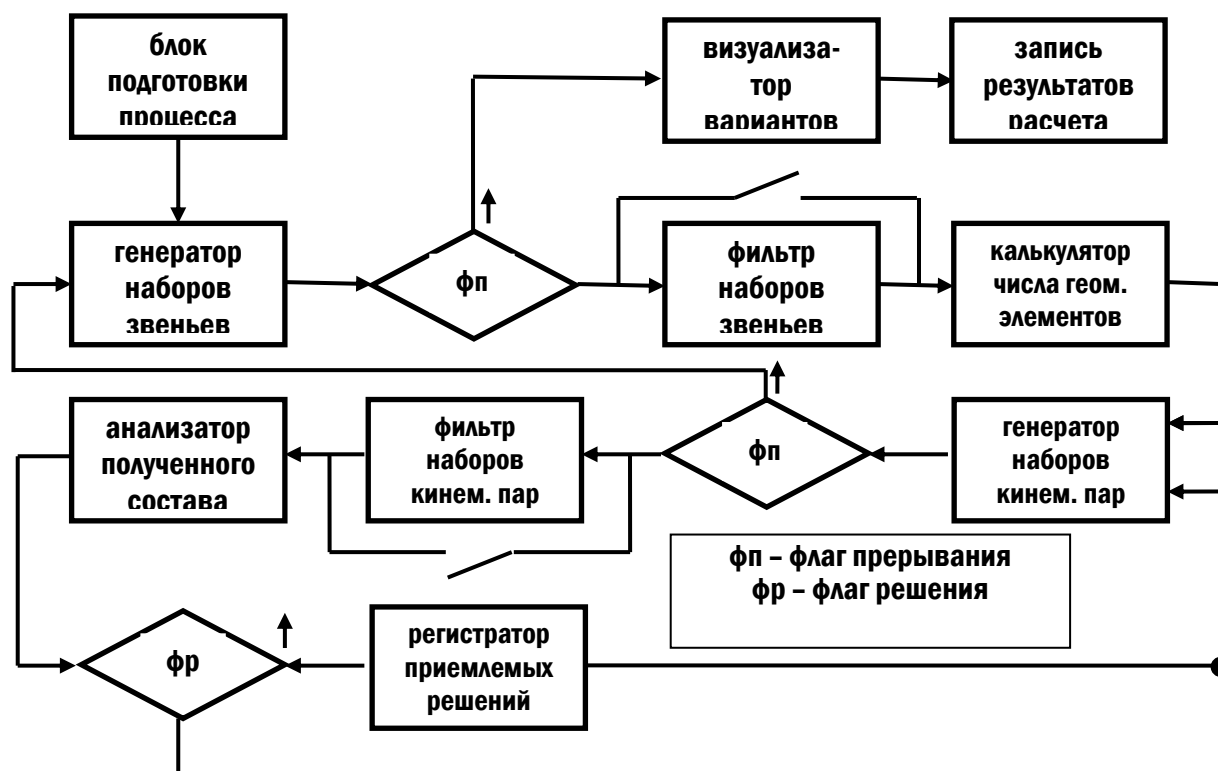 блок
подготовки
процесса
визуализа-
тор
вариантов
запись
результатов
расчета
генератор
наборов
звеньев
фп
фильтр
наборов
звеньев
калькулятор
числа геом.
элементов
анализатор
полученного
состава
фильтр
наборов
кинем. пар
фп
генератор
наборов
кинем. пар
фп – флаг прерывания
фр – флаг решения
фр
регистратор
приемлемых
решений